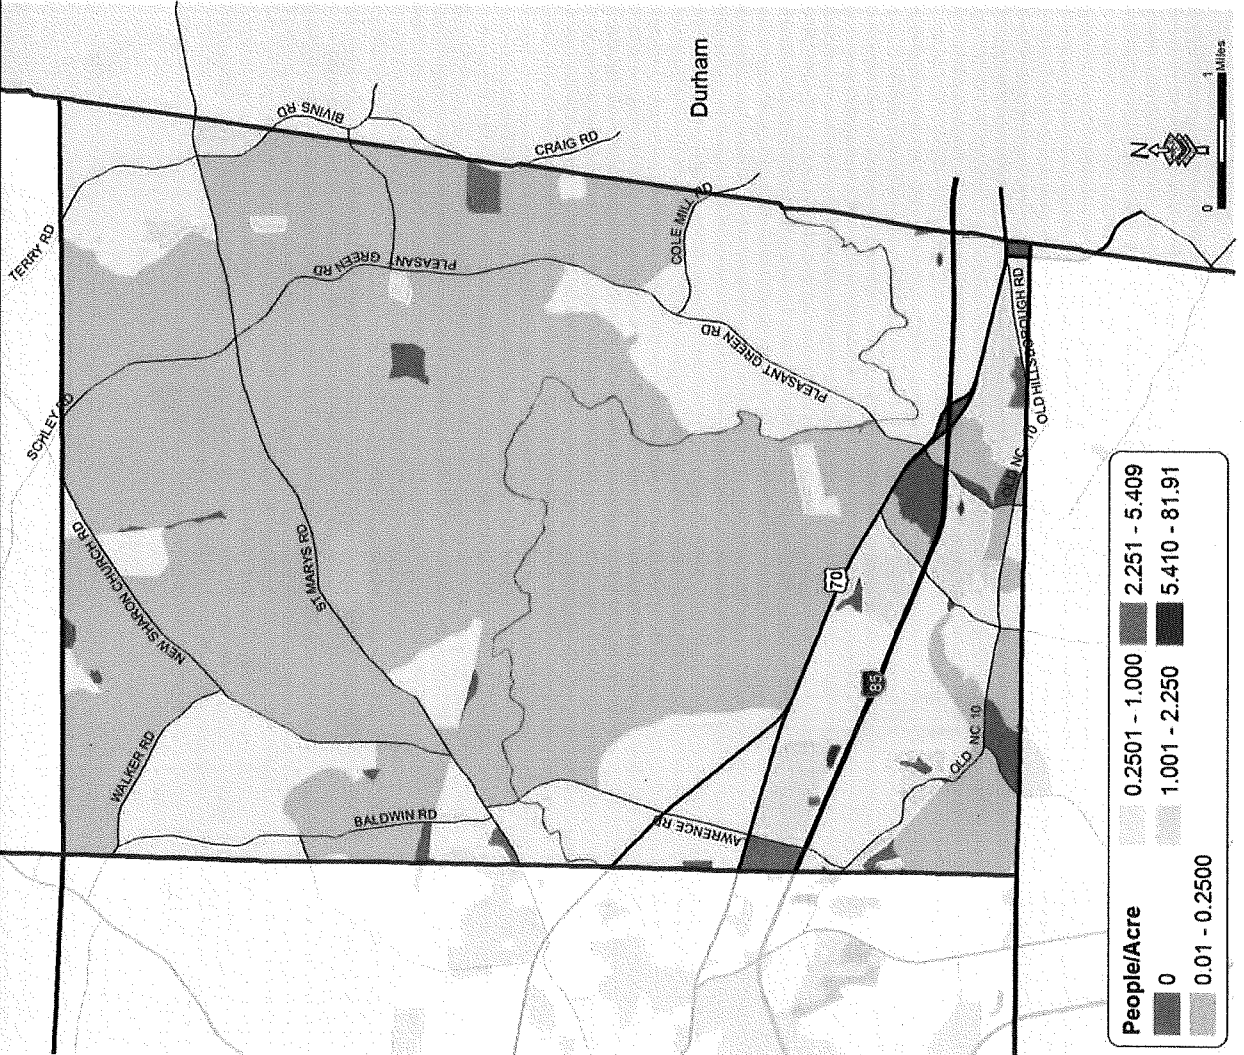 TERRY RD
SCHLEY RD
BIVINS RD
CRAIG RD
Durham
NEW SHARON CHURCH RD
ST MARYS RD
PLEASANT GREEN RD
COLE MILL RD
WALKER RD
BALDWIN RD
PLEASANT GREEN RD
70
85
LAWRENCE RD
OLD NC 10
OLD NC 10
OLD HILLSBOROUGH RD
N
0 1
Miles
People/Acre
0
0.01 - 0.2500
0.2501 - 1.000
1.001 - 2.250
2.251 - 5.409
5.410 - 81.91